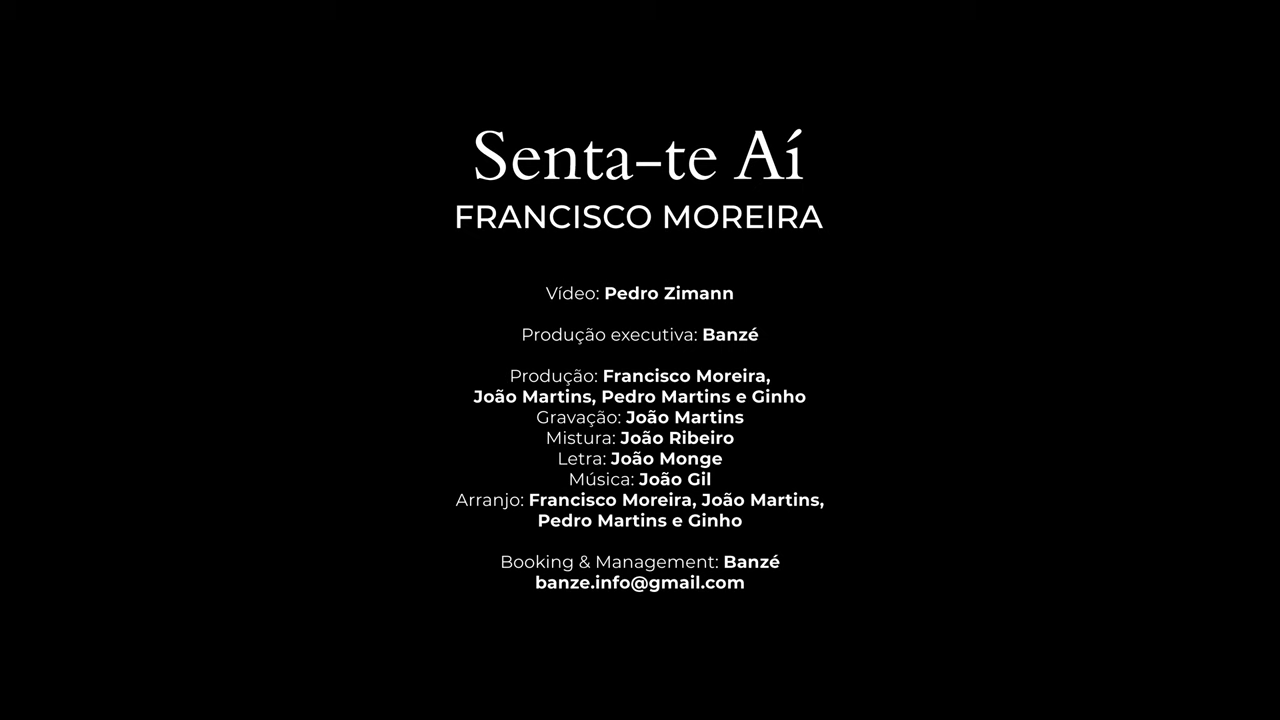 Senta-te Aí
FRANCISCO MOREIRA
Vídeo: Pedro Zimann
Produção executiva: Banzé
Produção: Francisco Moreira,
João Martins, Pedro Martins e Ginho
Gravação: João Martins
Mistura: João Ribeiro
Letra: João Monge
Música: João Gil
Arranjo: Francisco Moreira, João Martins,
Pedro Martins e Ginho
Booking & Management: Banzé
banze.info@gmail.com